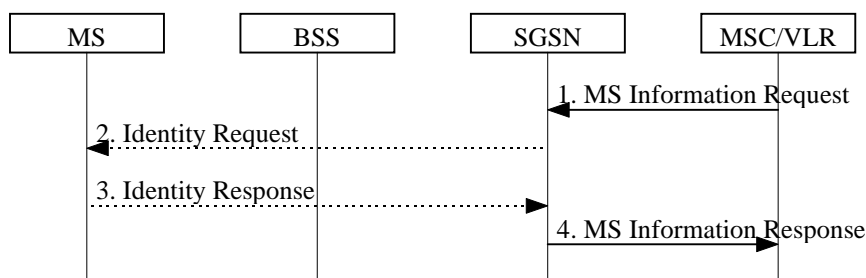 MS BSS SGSN MSC/VLR
1. MS Information Request
2. Identity Request
3. Identity Response
4. MS Information Response